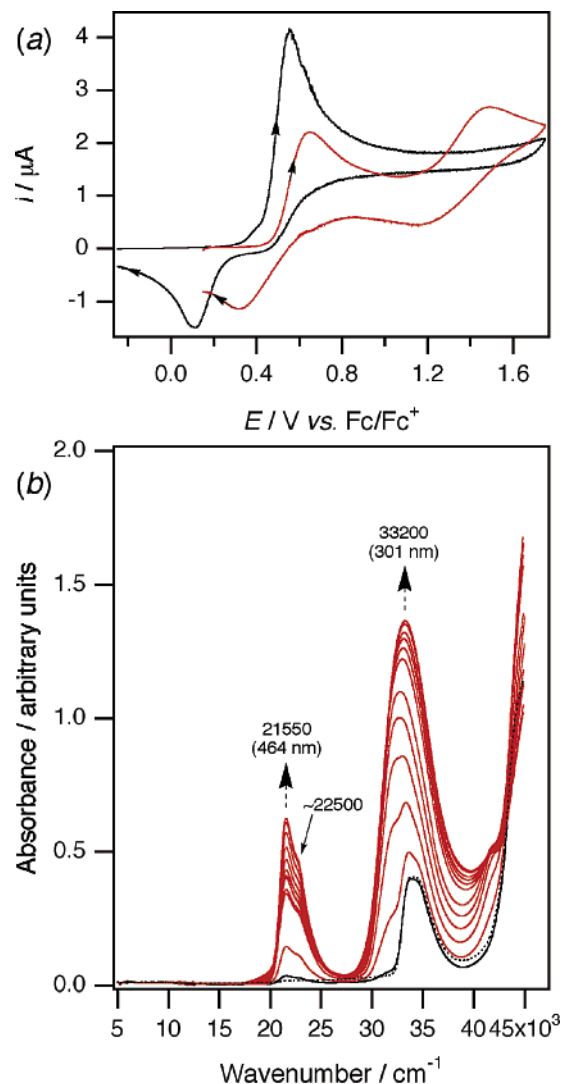 (a)
4
3
2
1
0
-1
i / µA
0.0 0.4 0.8 1.2 1.6
E / V vs. Fc/Fc⁺
(b)
2.0
1.5
1.0
0.5
0.0
Absorbance / arbitrary units
33200
(301 nm)
21550
(464 nm)
~22500
5 10 15 20 25 30 35 40 45x10³
Wavenumber / cm⁻¹